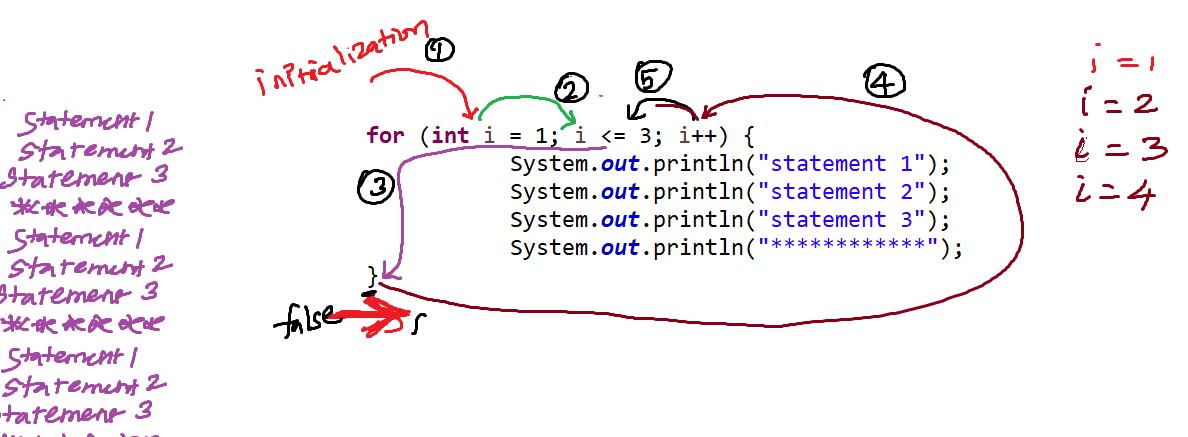 initialization
1
2
5
4
i = 1
i = 2
i = 3
i = 4
for (int i = 1; i <= 3; i++) {
System.out.println("statement 1");
System.out.println("statement 2");
System.out.println("statement 3");
System.out.println("************");
}
3
false
Statement 1
Statement 2
Statement 3
******
Statement 1
Statement 2
Statement 3
******
Statement 1
Statement 2
tatement 3